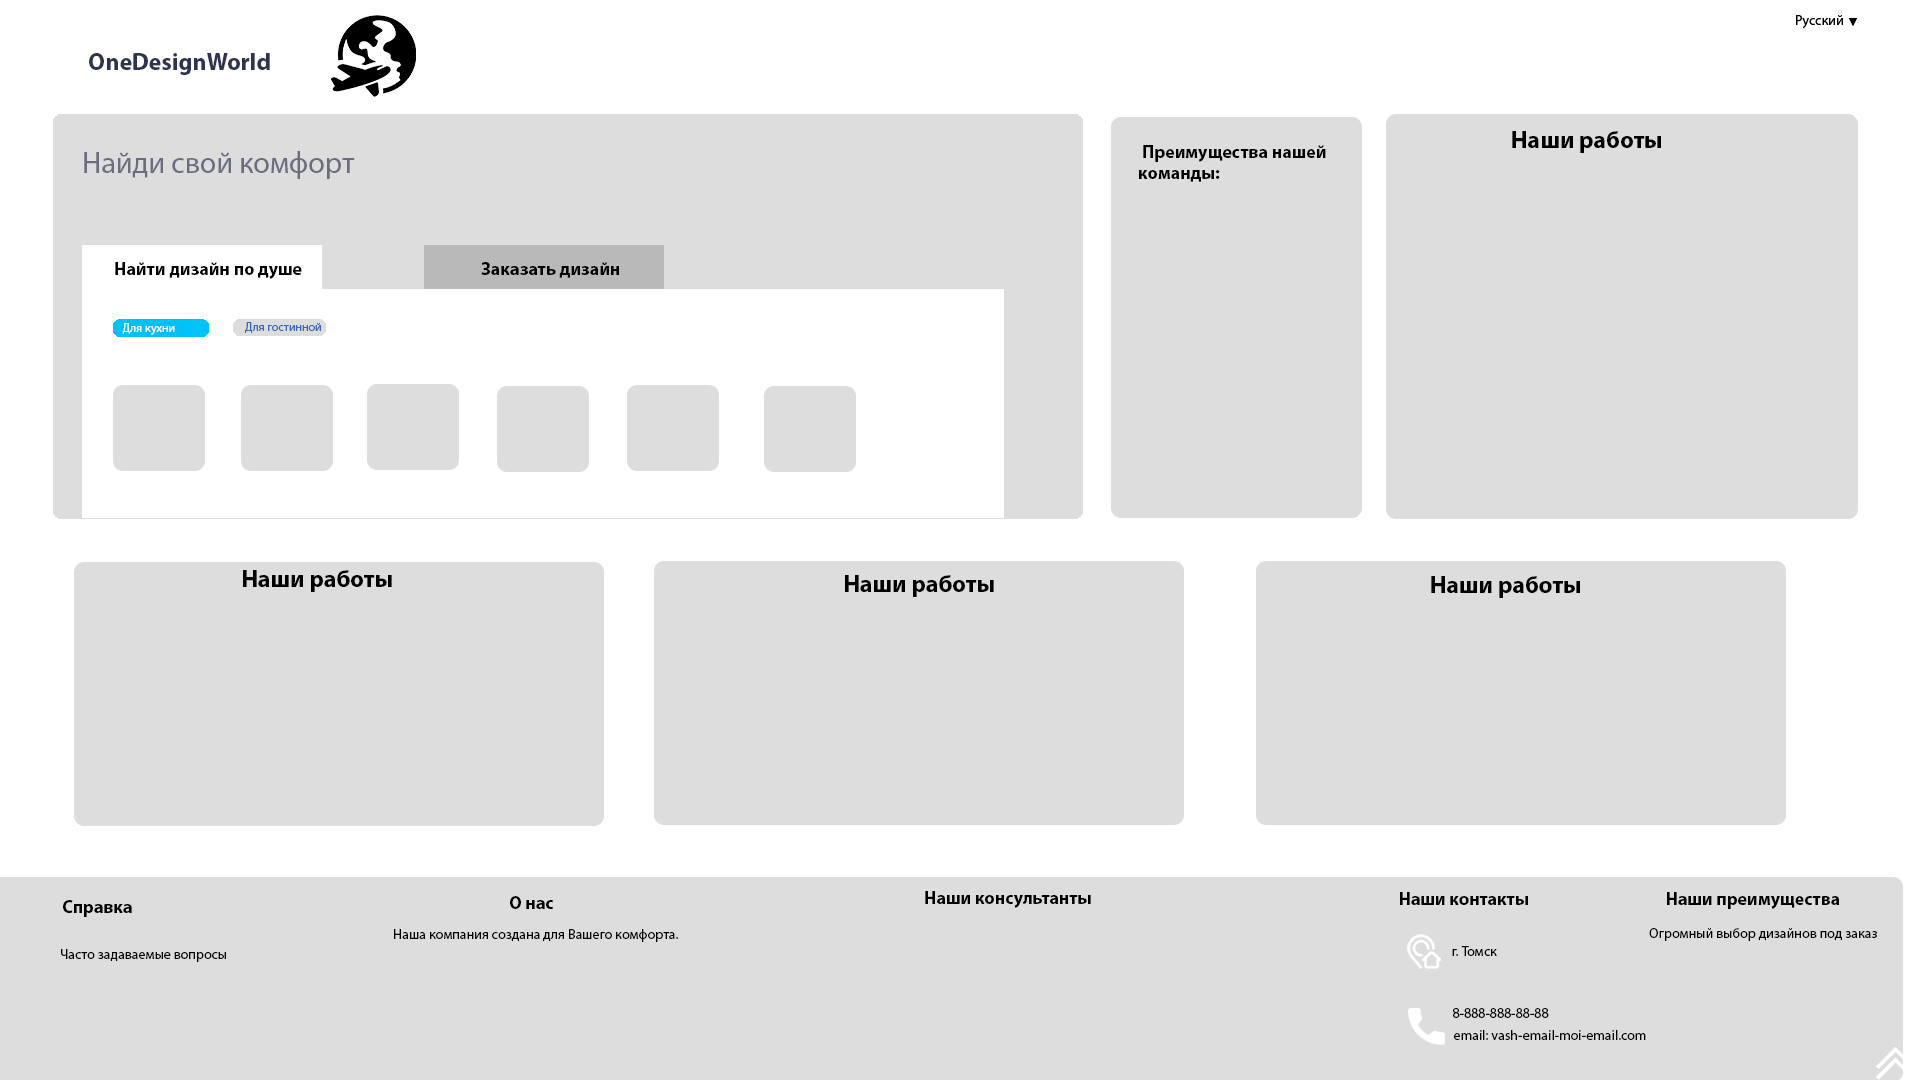 Русский ▼
OneDesignWorld
Найди свой комфорт
Найти дизайн по душе
Заказать дизайн
Для кухни
Для гостинной
Преимущества нашей
команды:
Наши работы
Наши работы
Наши работы
Наши работы
Справка
Часто задаваемые вопросы
О нас
Наша компания создана для Вашего комфорта.
Наши консультанты
Наши контакты
г. Томск
8-888-888-88-88
email: vash-email-moi-email.com
Наши преимущества
Огромный выбор дизайнов под заказ